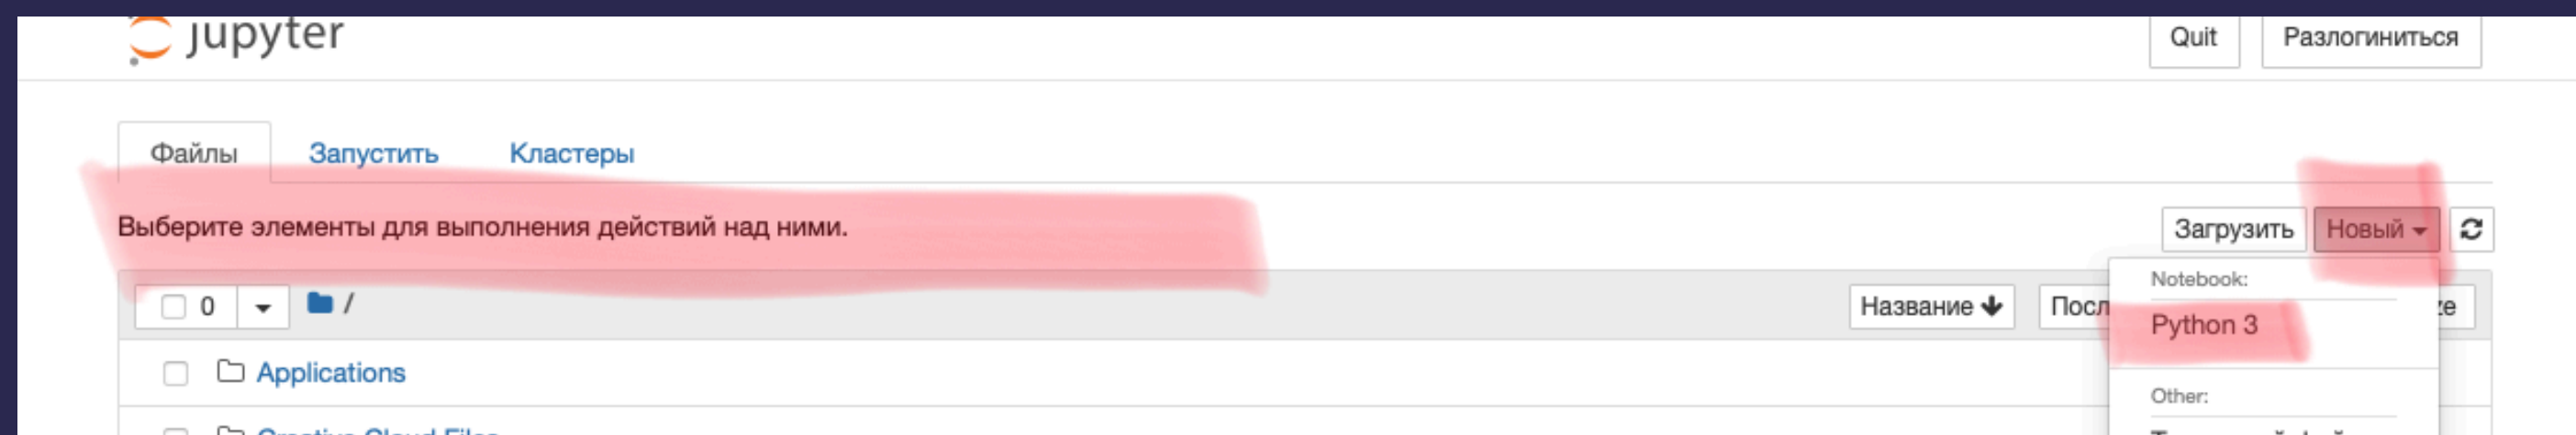 jupyter
Quit Разлогиниться
Файлы Запустить Кластеры
Выберите элементы для выполнения действий над ними.
Загрузить Новый
Notebook:
0 / Название
Python 3
Applications
Other: